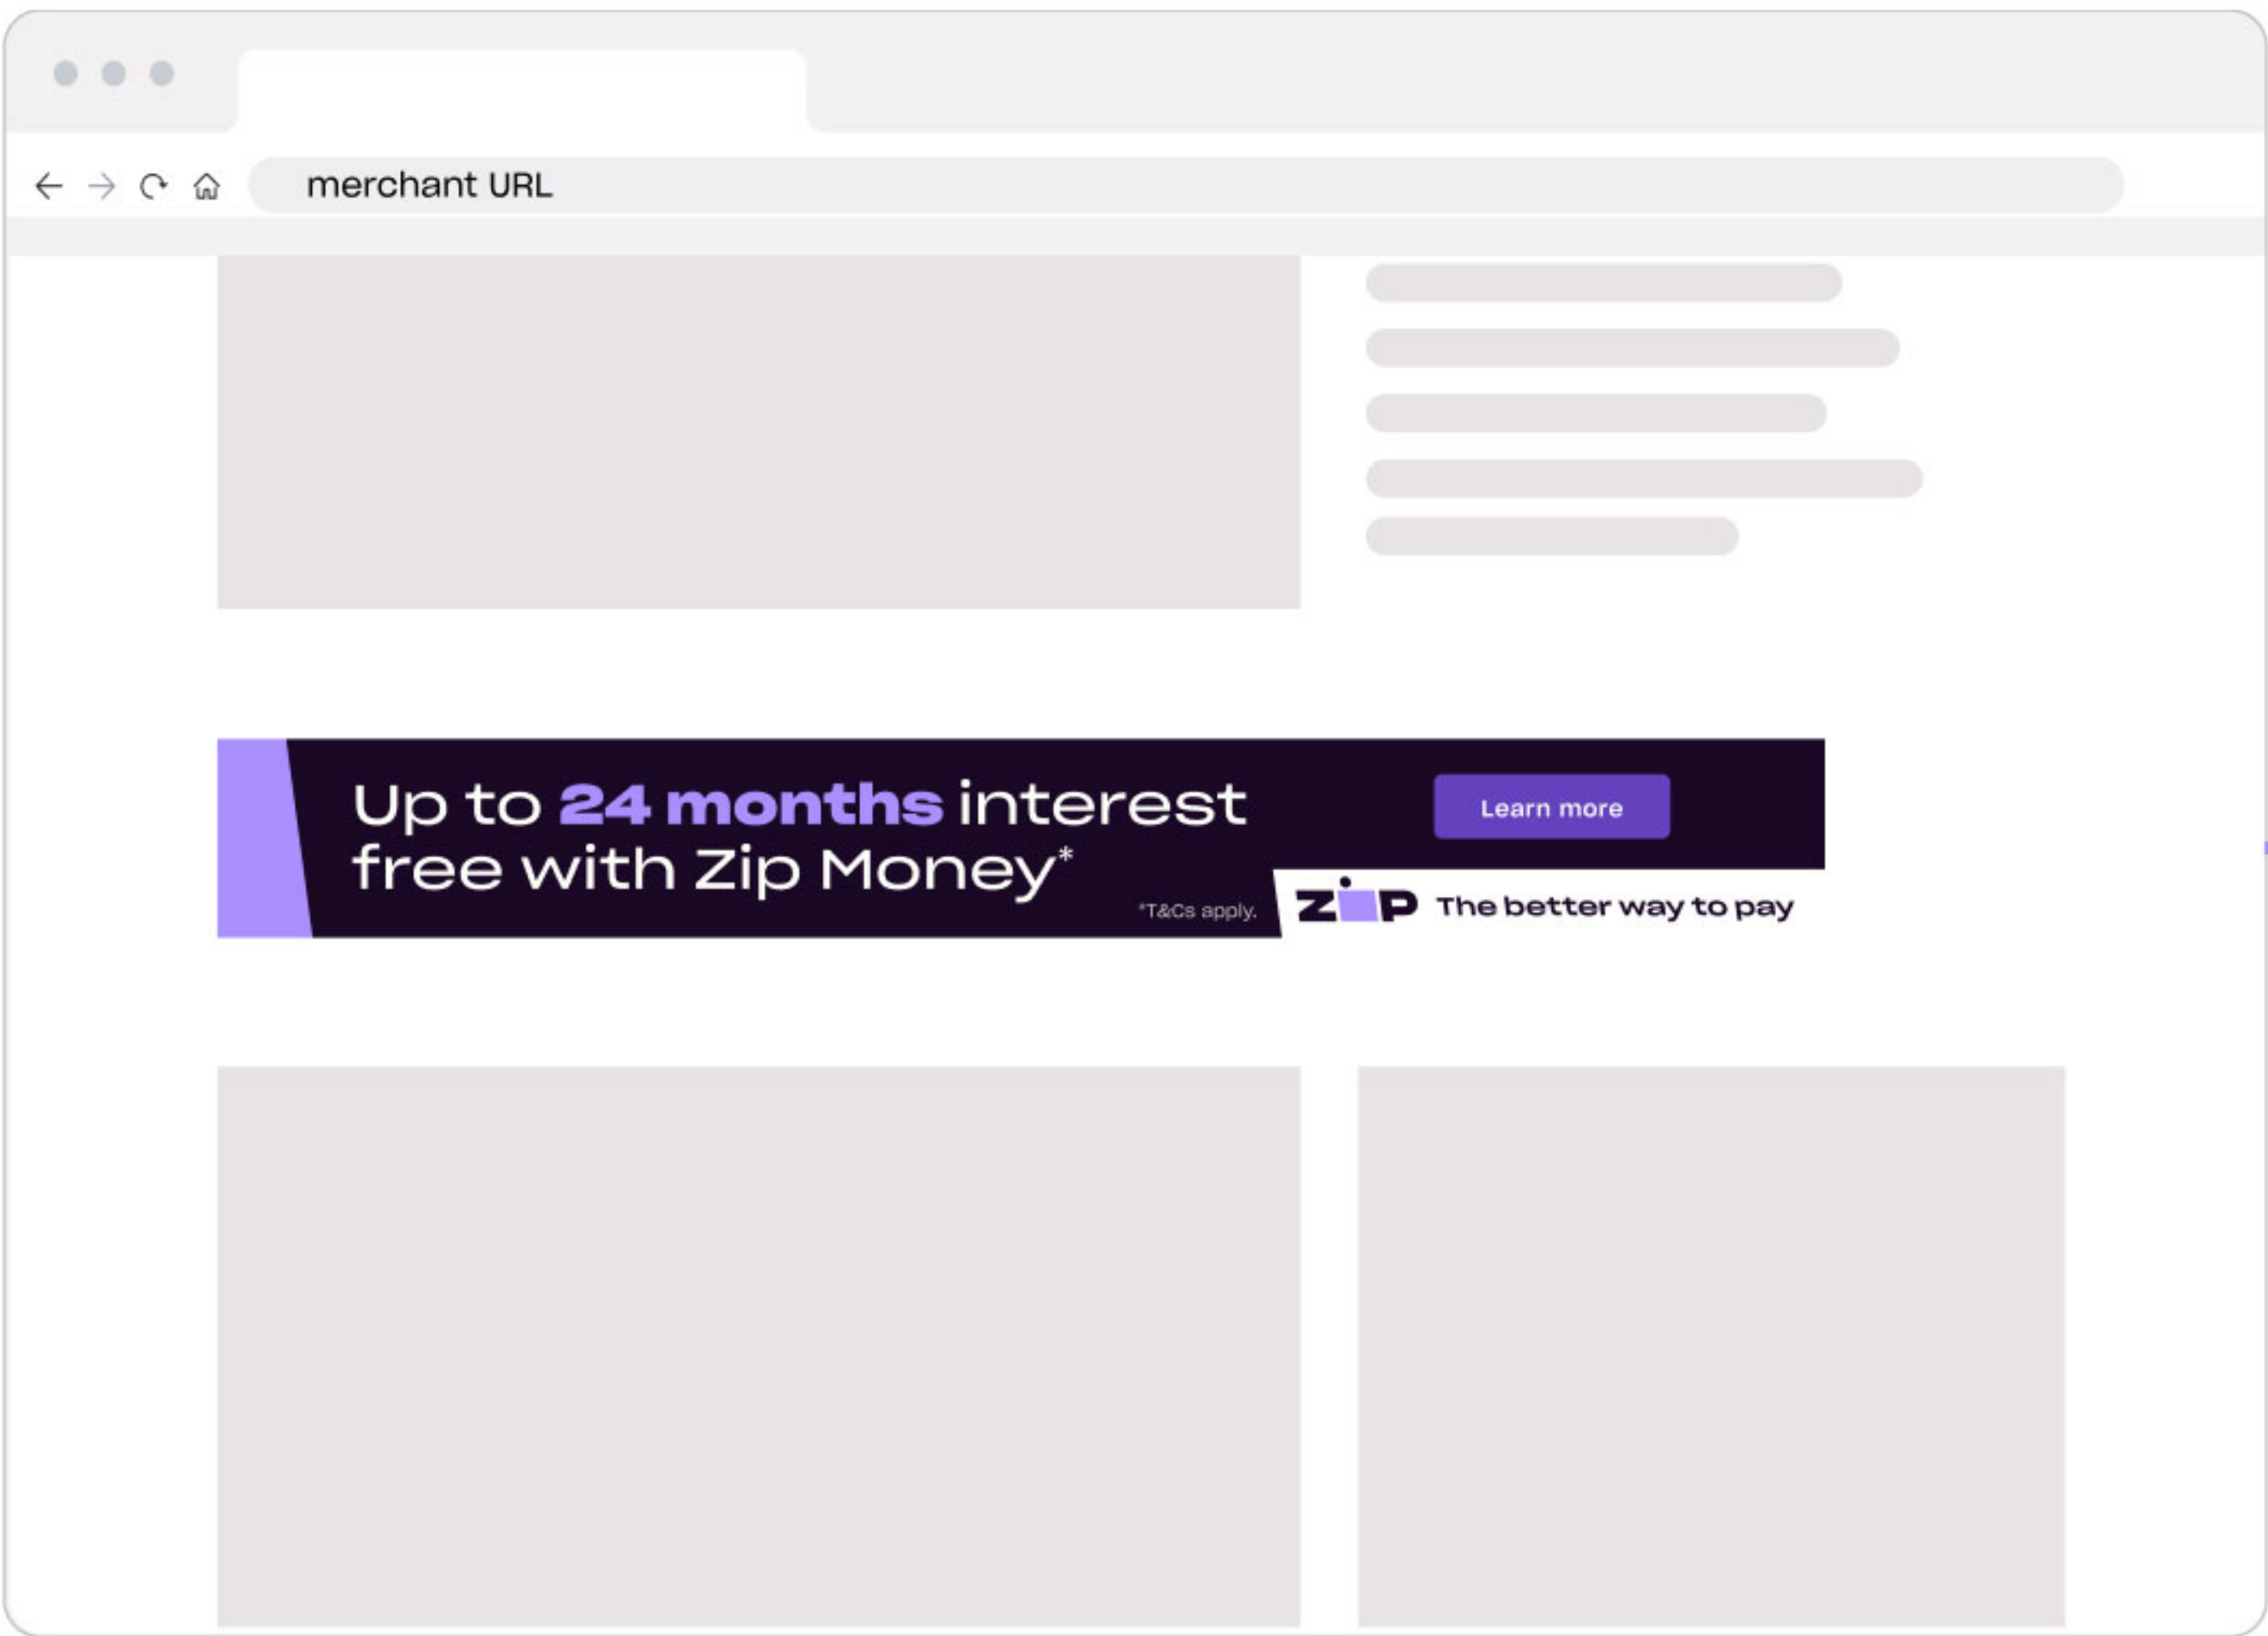 merchant URL
Up to 24 months interest
free with Zip Money*
Learn more
*T&Cs apply.
ZIP The better way to pay